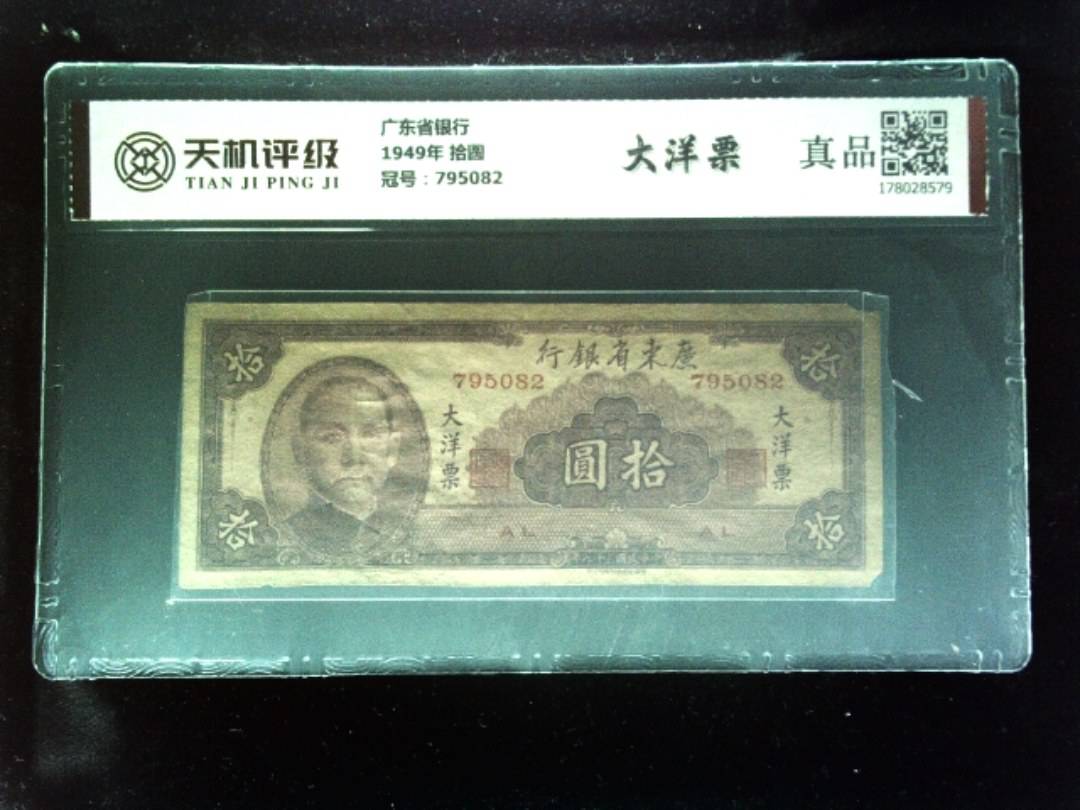 天机评级
TIAN JI PING JI
广东省银行
1949年 拾圆
冠号：795082
大洋票
真品
178028579
行銀省東廣
795082
795082
拾
拾
大洋票
圓拾
大洋票
拾
拾
AL
AL